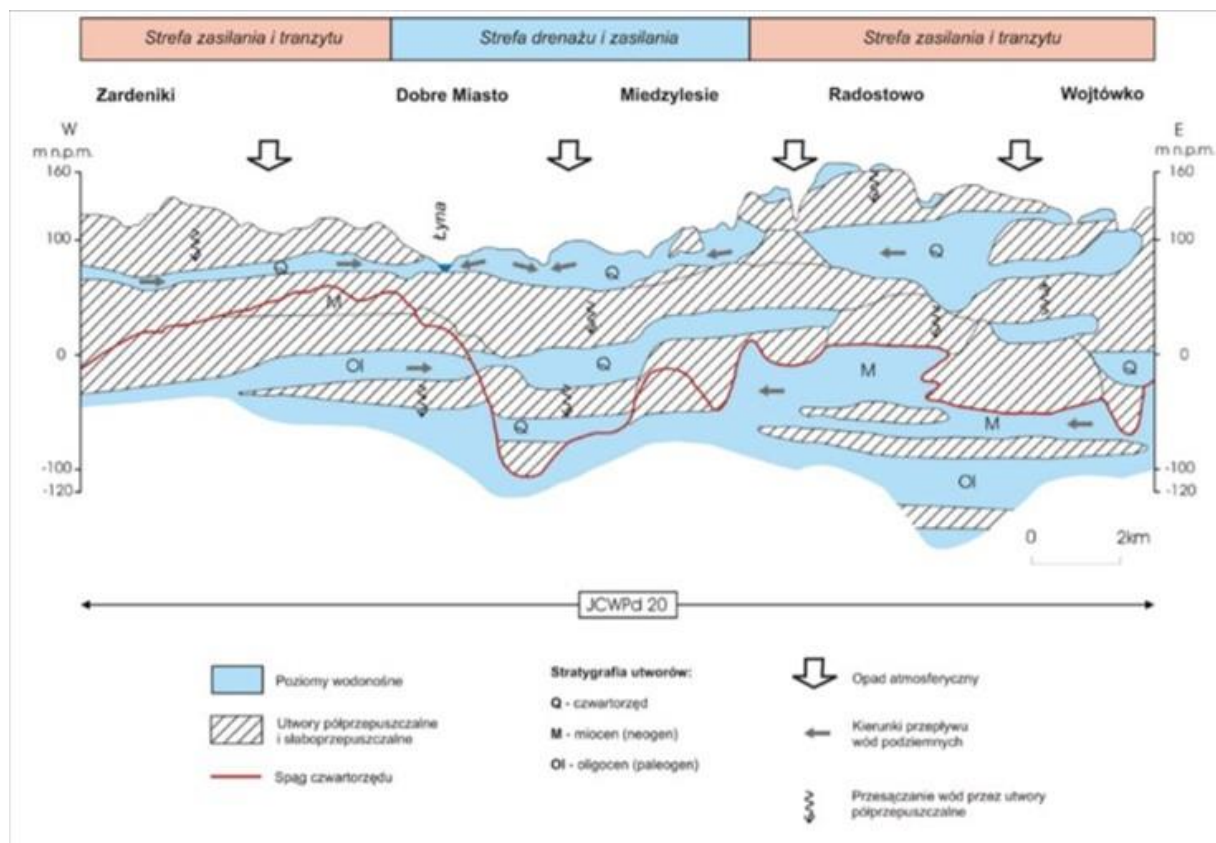 Strefa zasilania i tranzytu
Strefa drenażu i zasilania
Strefa zasilania i tranzytu
Zardeniki
Dobre Miasto
Miedzylesie
Radostowo
Wojtówko
W
m n.p.m.
E
m n.p.m.
160
160
Łyna
100
100
Q
Q
Q
M
0
0
Ol
Q
M
Q
Q
M
-100
-100
-120
-120
Ol
0
2km
JCWPd 20
Poziomy wodonośne
Utwory półprzepuszczalne
i słaboprzepuszczalne
Spąg czwartorzędu
Stratygrafia utworów:
Q - czwartorzęd
M - miocen (neogen)
Ol - oligocen (paleogen)
Opad atmosferyczny
Kierunki przepływu
wód podziemnych
Przesączanie wód przez utwory
półprzepuszczalne